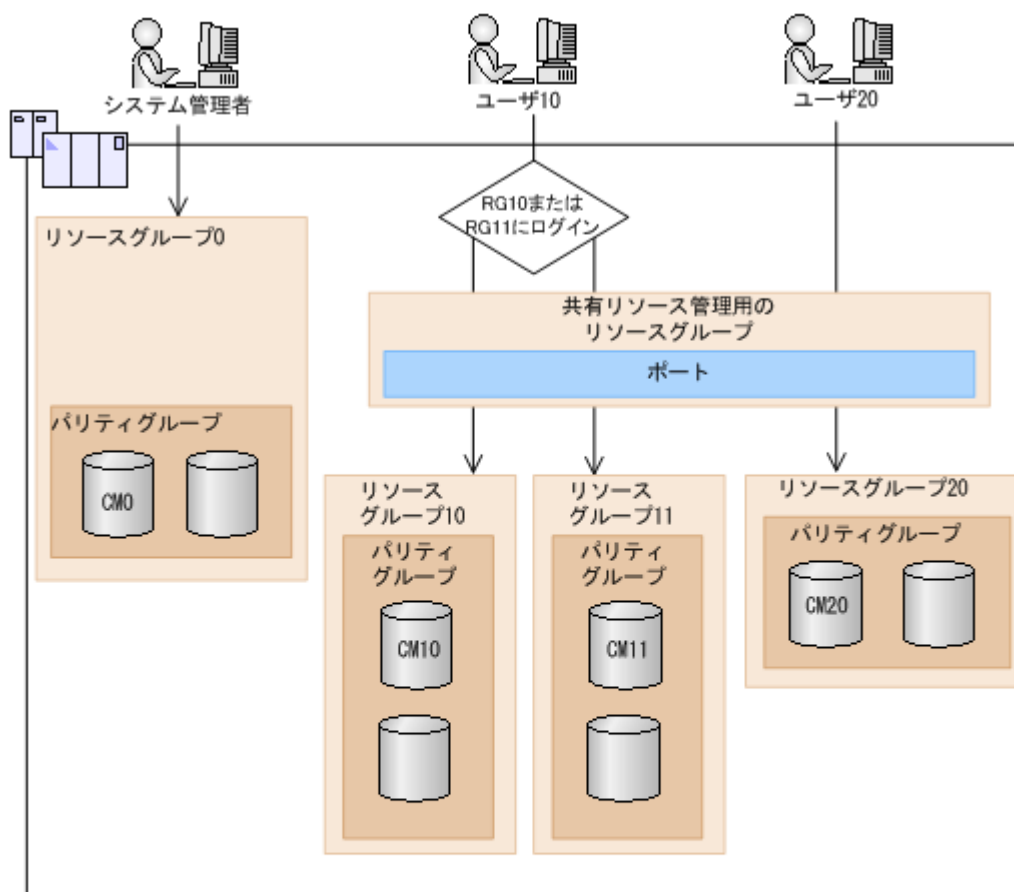 システム管理者
ユーザ10
ユーザ20
RG10または
RG11にログイン
リソースグループ0
共有リソース管理用の
リソースグループ
ポート
パリティグループ
CM0
リソース
グループ10
パリティ
グループ
CM10
リソース
グループ11
パリティ
グループ
CM11
リソースグループ20
パリティグループ
CM20